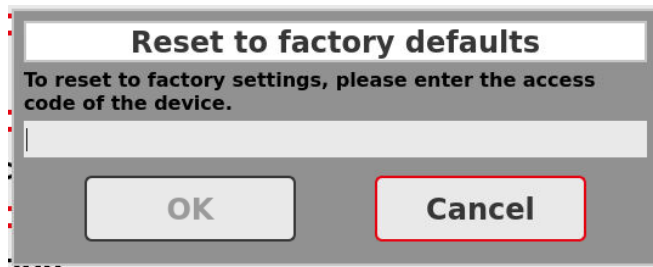 Reset to factory defaults
To reset to factory settings, please enter the access
code of the device.
OK
Cancel